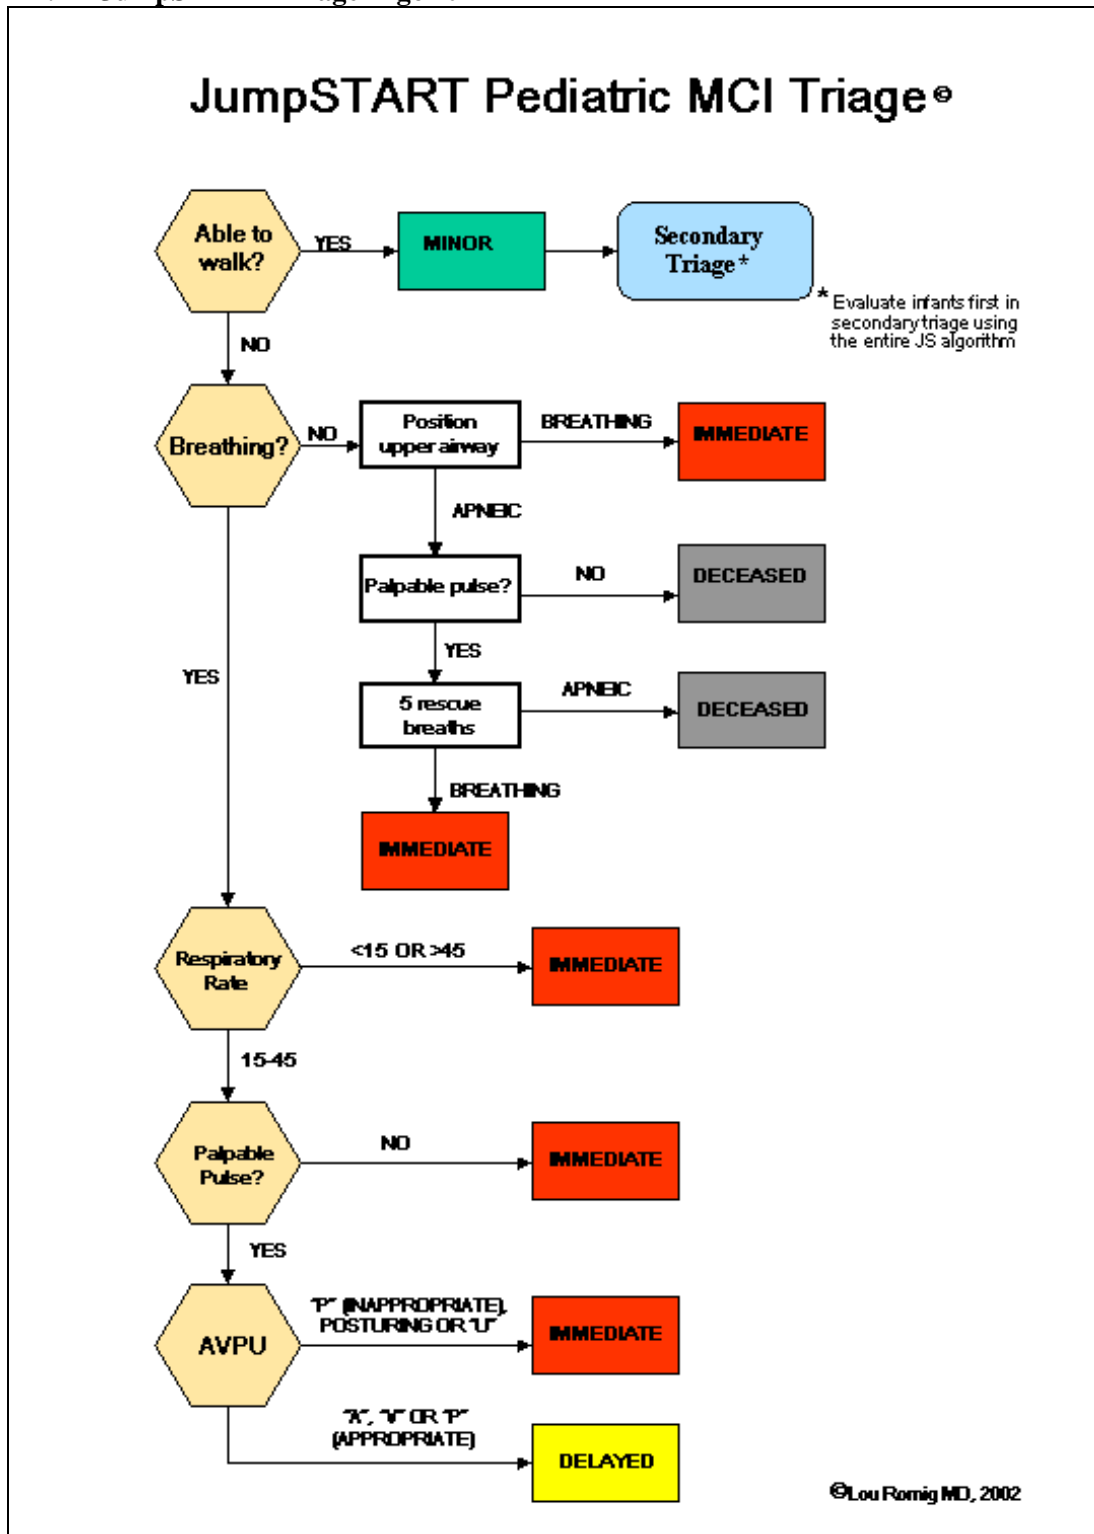 JumpSTART Pediatric MCI Triage©
Able to
walk?
YES
MINOR
Secondary
Triage*
* Evaluate infants first in
secondary triage using
the entire JS algorithm
NO
Breathing?
NO
Position
upper airway
BREATHING
IMMEDIATE
APNEIC
Palpable pulse?
NO
DECEASED
YES
YES
5 rescue
breaths
APNEIC
DECEASED
BREATHING
IMMEDIATE
Respiratory
Rate
<15 OR >45
IMMEDIATE
15-45
Palpable
Pulse?
NO
IMMEDIATE
YES
AVPU
"P" (INAPPROPRIATE),
POSTURING OR "U"
IMMEDIATE
"A", "V" OR "P"
(APPROPRIATE)
DELAYED
©Lou Romig MD, 2002